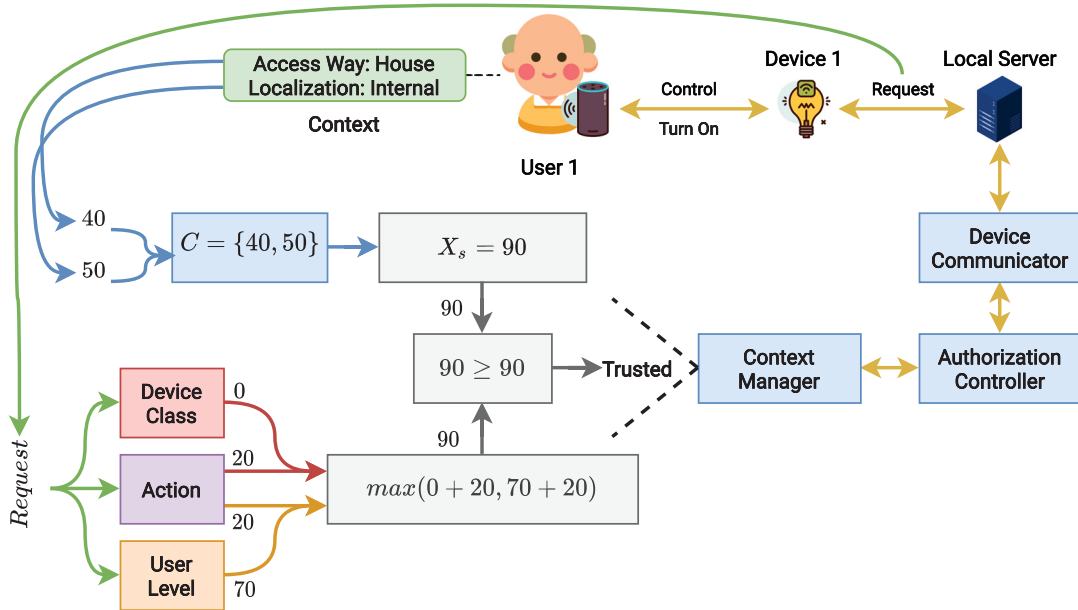 Access Way: House
Localization: Internal
Context
User 1
Control
Turn On
Device 1
Request
Local Server
40
50
C = {40, 50}
X_s = 90
Device
Communicator
90
90 ≥ 90
Trusted
Context
Manager
Authorization
Controller
Request
Device
Class
0
90
Action
20
20
max(0 + 20, 70 + 20)
User
Level
70